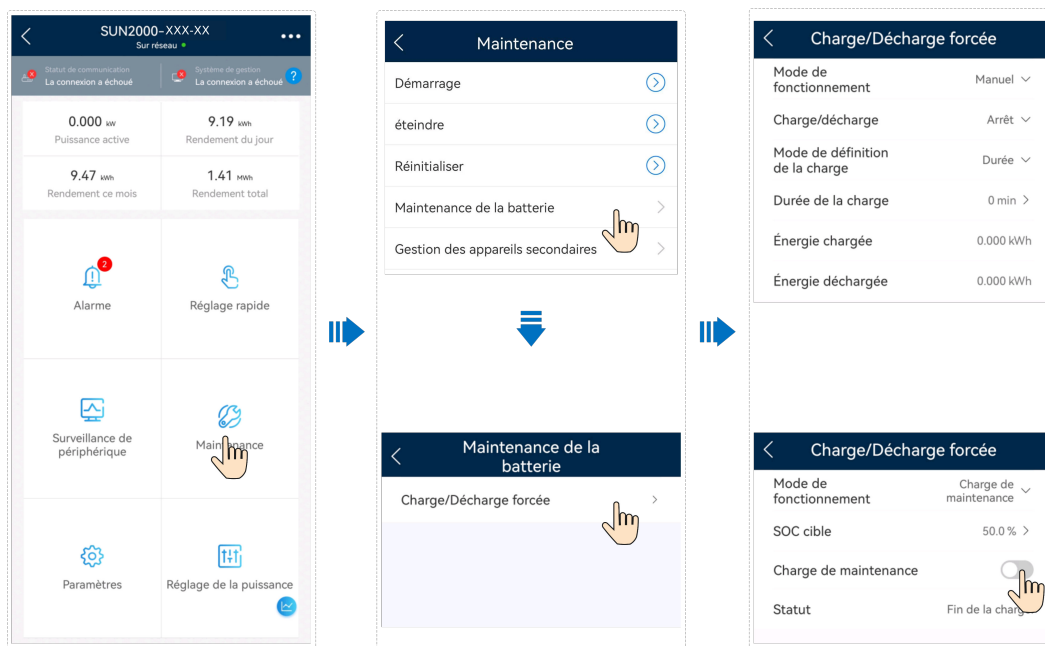 SUN2000-XXX-XX
Sur réseau
Statut de communication
La connexion a échoué
Système de gestion
La connexion a échoué
?
0.000 kW
Puissance active
9.19 kWh
Rendement du jour
9.47 kWh
Rendement ce mois
1.41 MWh
Rendement total
2
Alarme
Réglage rapide
Surveillance de
périphérique
Maintenance
Paramètres
Réglage de la puissance
Maintenance
Démarrage
éteindre
Réinitialiser
Maintenance de la batterie
Gestion des appareils secondaires
Maintenance de la
batterie
Charge/Décharge forcée
Charge/Décharge forcée
Mode de
fonctionnement
Manuel
Charge/décharge
Arrêt
Mode de définition
de la charge
Durée
Durée de la charge
0 min
Énergie chargée
0.000 kWh
Énergie déchargée
0.000 kWh
Charge/Décharge forcée
Mode de
fonctionnement
Charge de
maintenance
SOC cible
50.0 %
Charge de maintenance
Statut
Fin de la charge